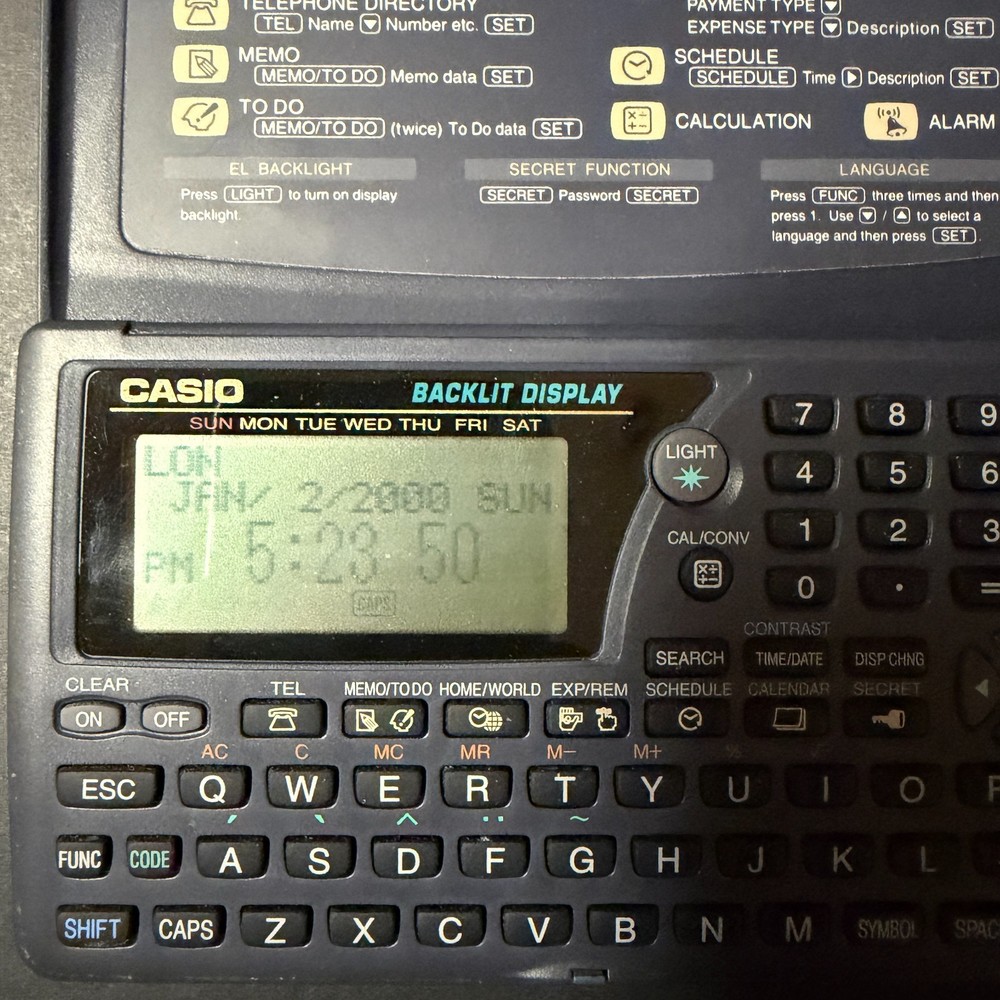 TELEPHONE DIRECTORY
TEL Name ▼ Number etc. SET
MEMO
MEMO/TO DO Memo data SET
TO DO
MEMO/TO DO (twice) To Do data SET
PAYMENT TYPE ▼
EXPENSE TYPE ▼ Description SET
SCHEDULE
SCHEDULE Time ▶ Description SET
CALCULATION
ALARM
EL BACKLIGHT
Press LIGHT to turn on display
backlight.
SECRET FUNCTION
SECRET Password SECRET
LANGUAGE
Press FUNC three times and then
press 1. Use ▼ / ▲ to select a
language and then press SET.
CASIO
BACKLIT DISPLAY
SUN MON TUE WED THU FRI SAT
LON
JAN/ 2/2000 SUN
PM 5:23 50
CAPS
LIGHT
CAL/CONV
7 8 9
4 5 6
1 2 3
0 . =
CONTRAST
SEARCH TIME/DATE DISP CHNG
CLEAR TEL MEMO/TO DO HOME/WORLD EXP/REM SCHEDULE CALENDAR SECRET
ON OFF
AC C MC MR M- M+ %
ESC Q W E R T Y U I O P
FUNC CODE A S D F G H J K L
SHIFT CAPS Z X C V B N M SYMBOL SPAC